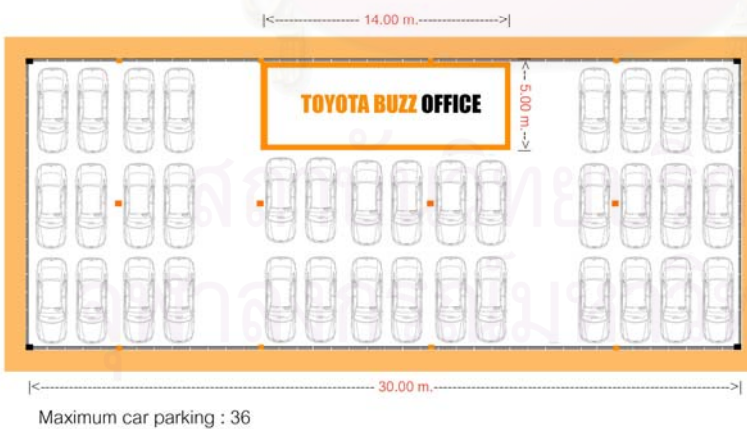 |<---------------- 14.00 m.---------------->|
TOYOTA BUZZ OFFICE
|<-- 5.00 m.-->|
|<---------------- 30.00 m.---------------->|
Maximum car parking : 36